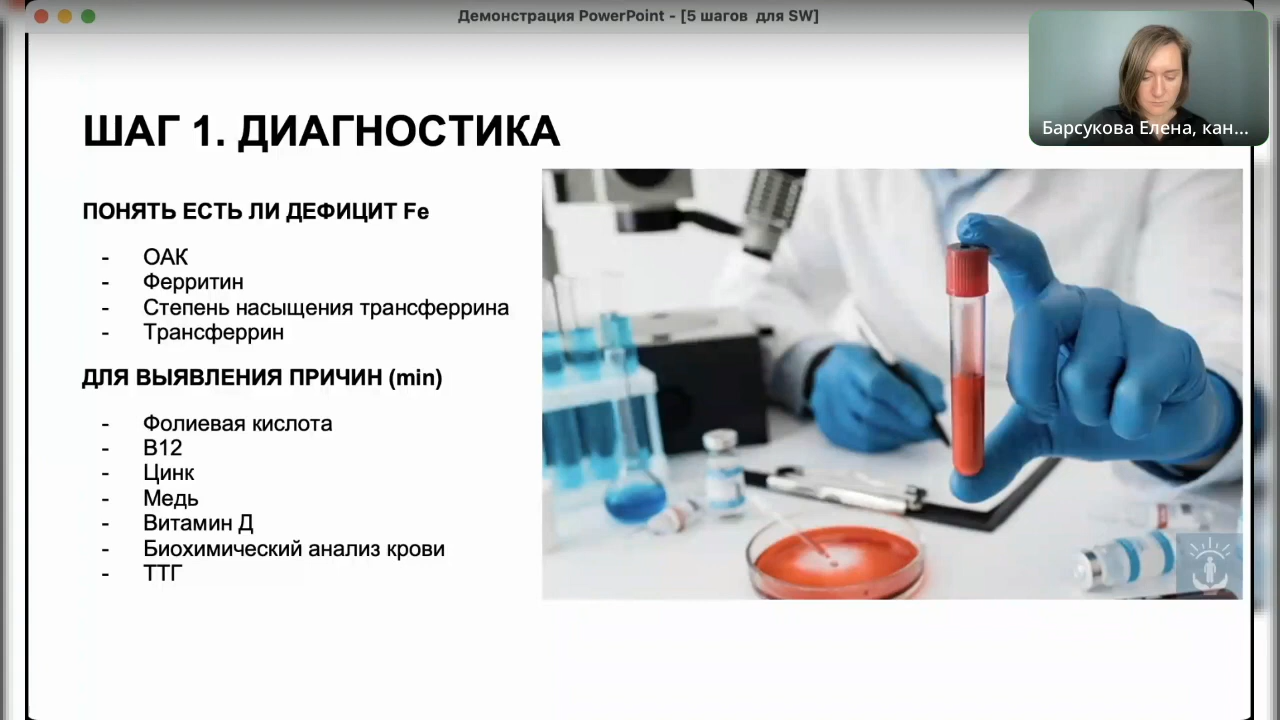 Демонстрация PowerPoint - [5 шагов для SW]
Барсукова Елена, кан...
ШАГ 1. ДИАГНОСТИКА
ПОНЯТЬ ЕСТЬ ЛИ ДЕФИЦИТ Fe
- ОАК
- Ферритин
- Степень насыщения трансферрина
- Трансферрин
ДЛЯ ВЫЯВЛЕНИЯ ПРИЧИН (min)
- Фолиевая кислота
- В12
- Цинк
- Медь
- Витамин Д
- Биохимический анализ крови
- ТТГ